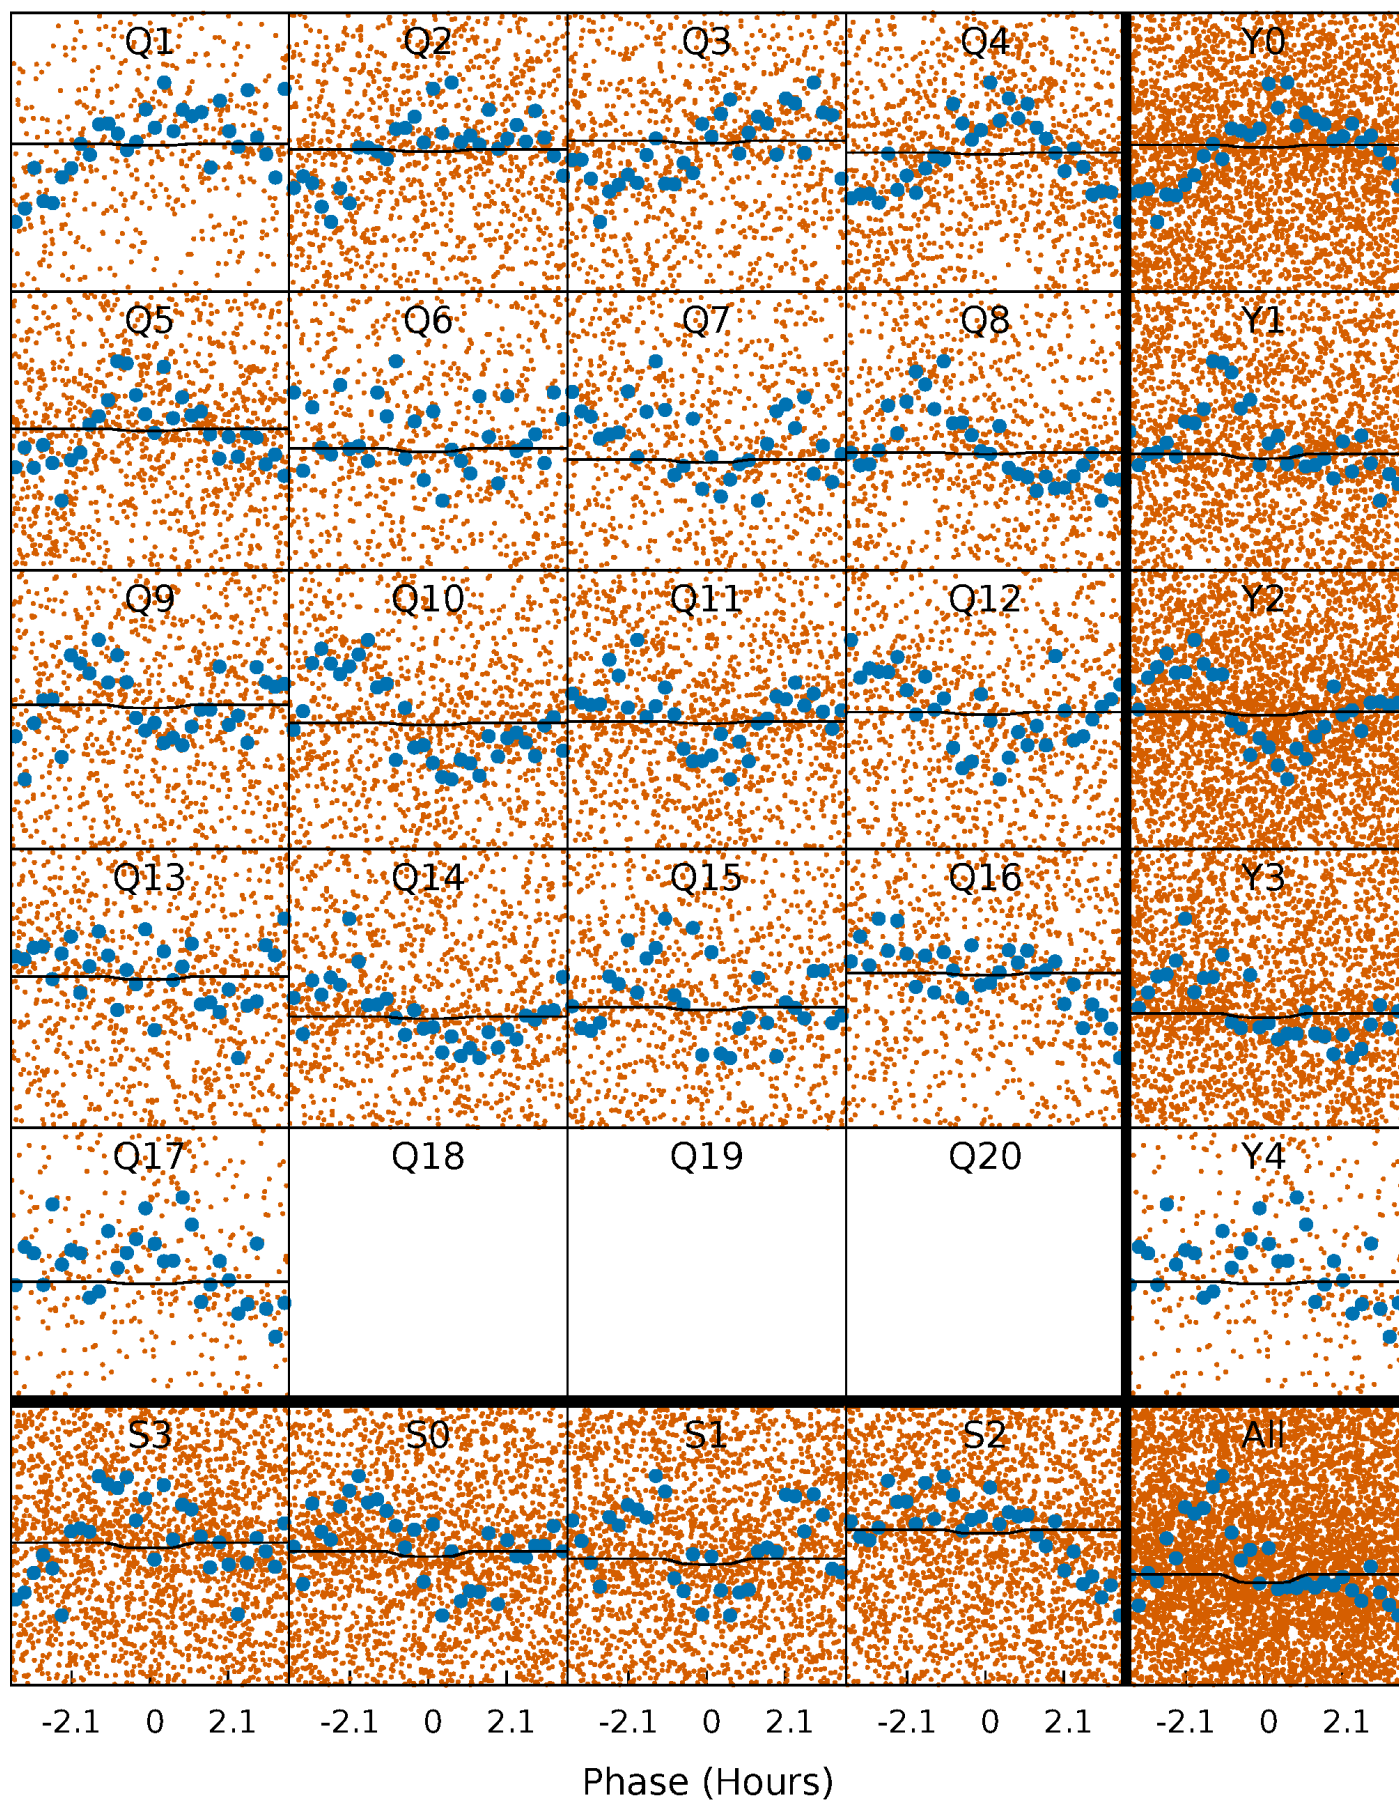 Q1 Q2 Q3 Q4 Y0
Q5 Q6 Q7 Q8 Y1
Q9 Q10 Q11 Q12 Y2
Q13 Q14 Q15 Q16 Y3
Q17 Q18 Q19 Q20 Y4
S3 S0 S1 S2 All
-2.1 0 2.1 -2.1 0 2.1 -2.1 0 2.1 -2.1 0 2.1 -2.1 0 2.1
Phase (Hours)